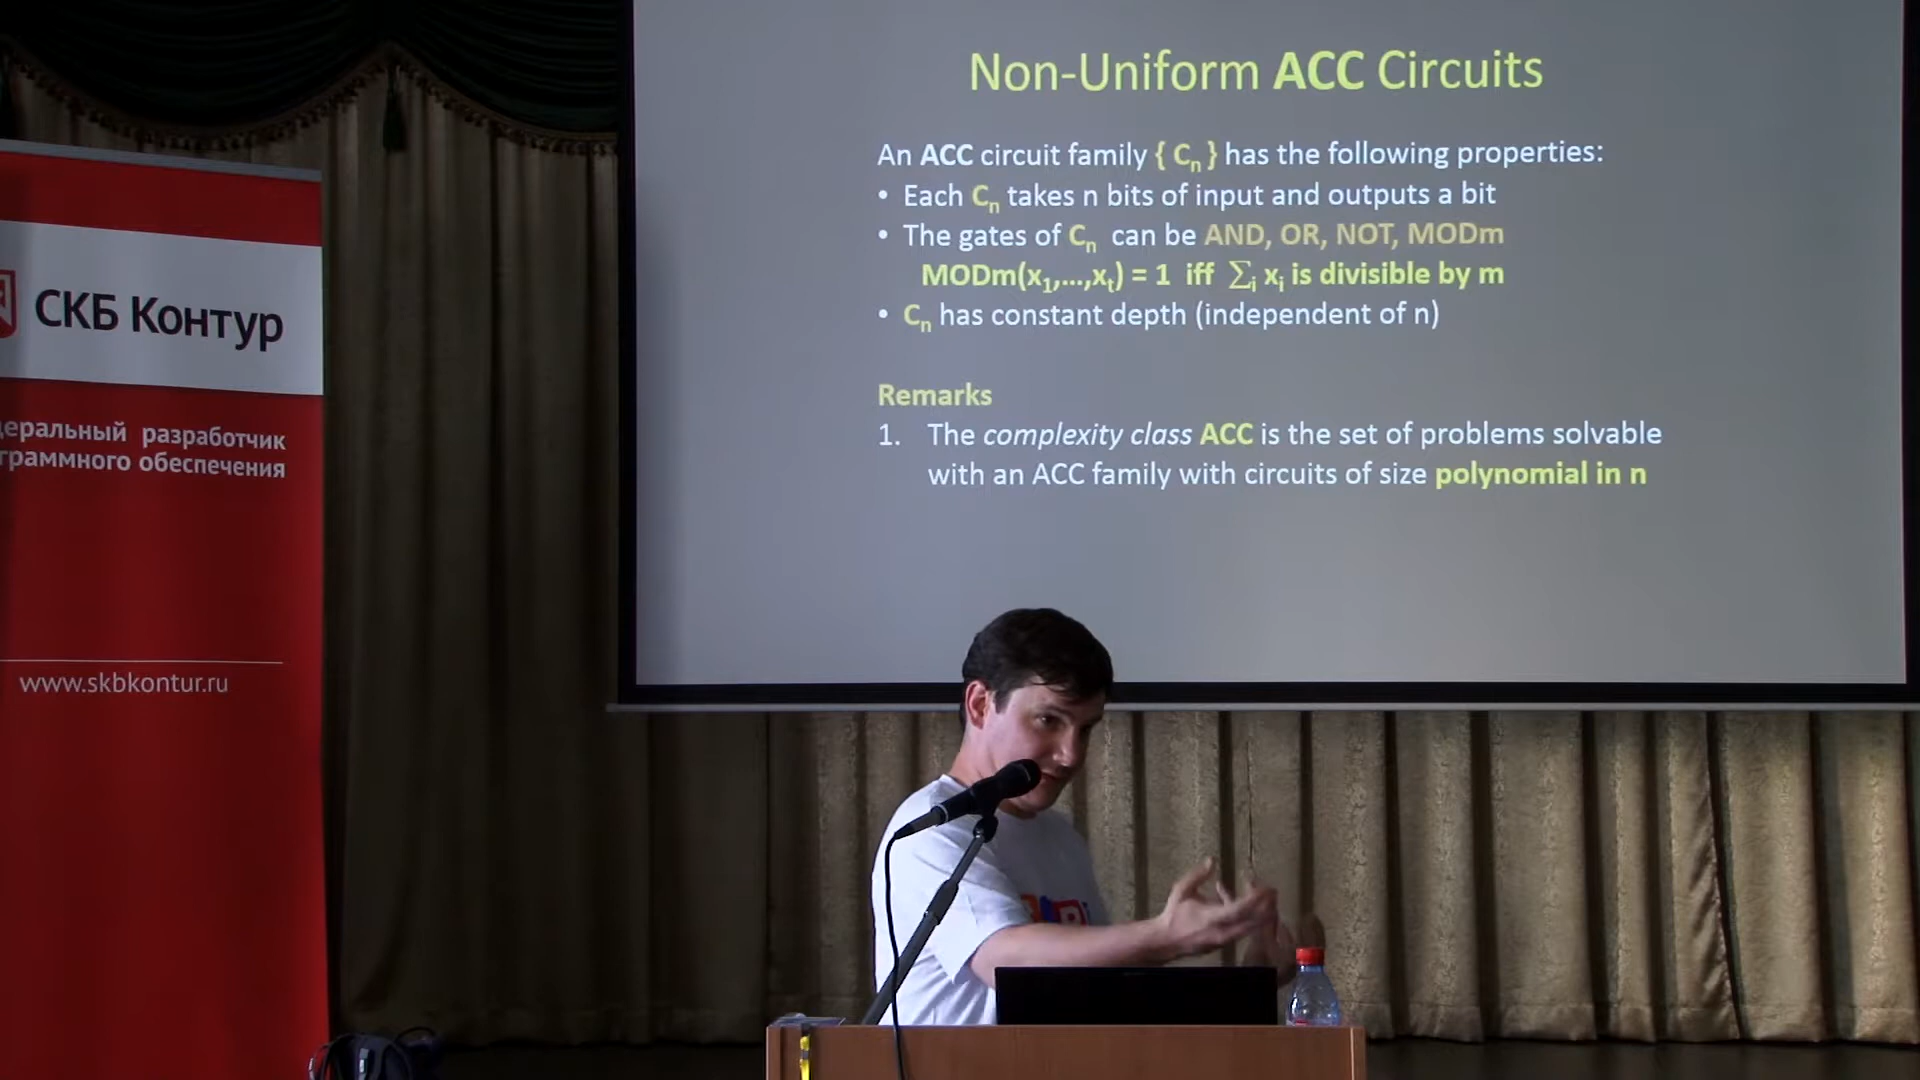 Non-Uniform ACC Circuits
An ACC circuit family { Cn } has the following properties:
• Each Cn takes n bits of input and outputs a bit
• The gates of Cn can be AND, OR, NOT, MODm
MODm(x1,...,xt) = 1 iff ∑i xi is divisible by m
• Cn has constant depth (independent of n)
Remarks
1. The complexity class ACC is the set of problems solvable
with an ACC family with circuits of size polynomial in n
СКБ Контур
разработчик
обеспечения
www.skbkontur.ru